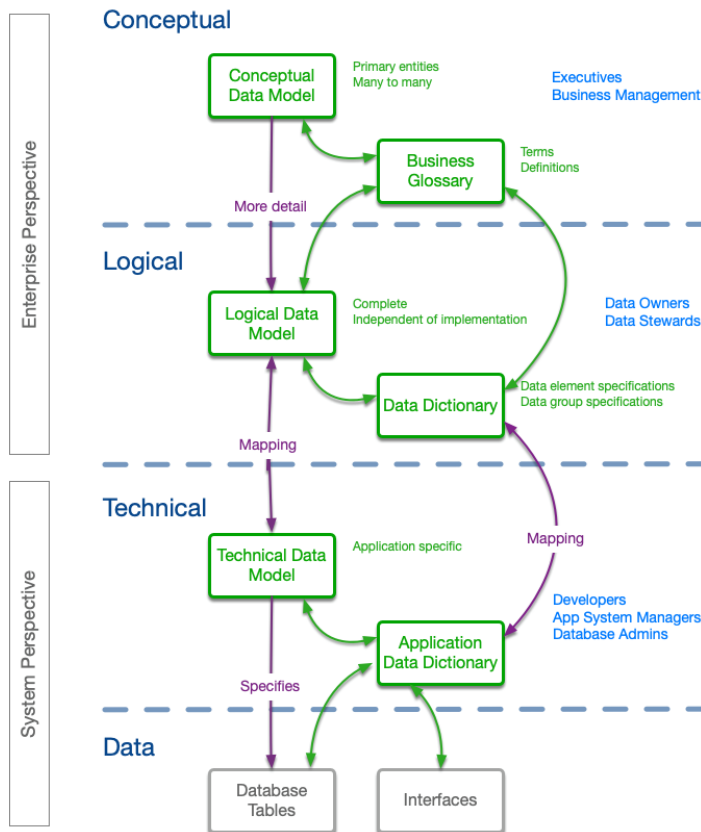 Conceptual
Conceptual
Data Model
Primary entities
Many to many
Executives
Business Management
Business
Glossary
Terms
Definitions
More detail
Enterprise Perspective
Logical
Logical Data
Model
Complete
Independent of implementation
Data Owners
Data Stewards
Data Dictionary
Data element specifications
Data group specifications
Mapping
Technical
Technical Data
Model
Application specific
Mapping
Developers
App System Managers
Database Admins
Application
Data Dictionary
System Perspective
Specifies
Data
Database
Tables
Interfaces